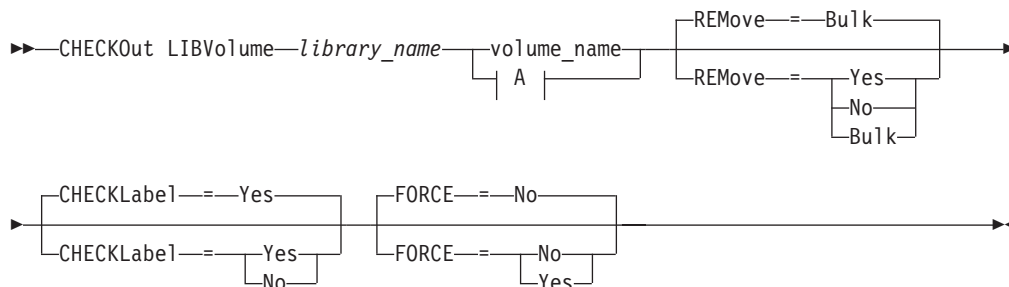 REMove = Bulk
CHECKOut LIBVolume library_name volume_name
A
REMove = Yes
No
Bulk
CHECKLabel = Yes
FORCE = No
CHECKLabel = Yes
No
FORCE = No
Yes